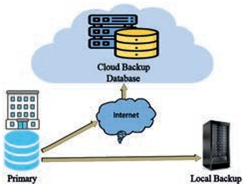 Cloud Backup
Database
Internet
Primary
Local Backup